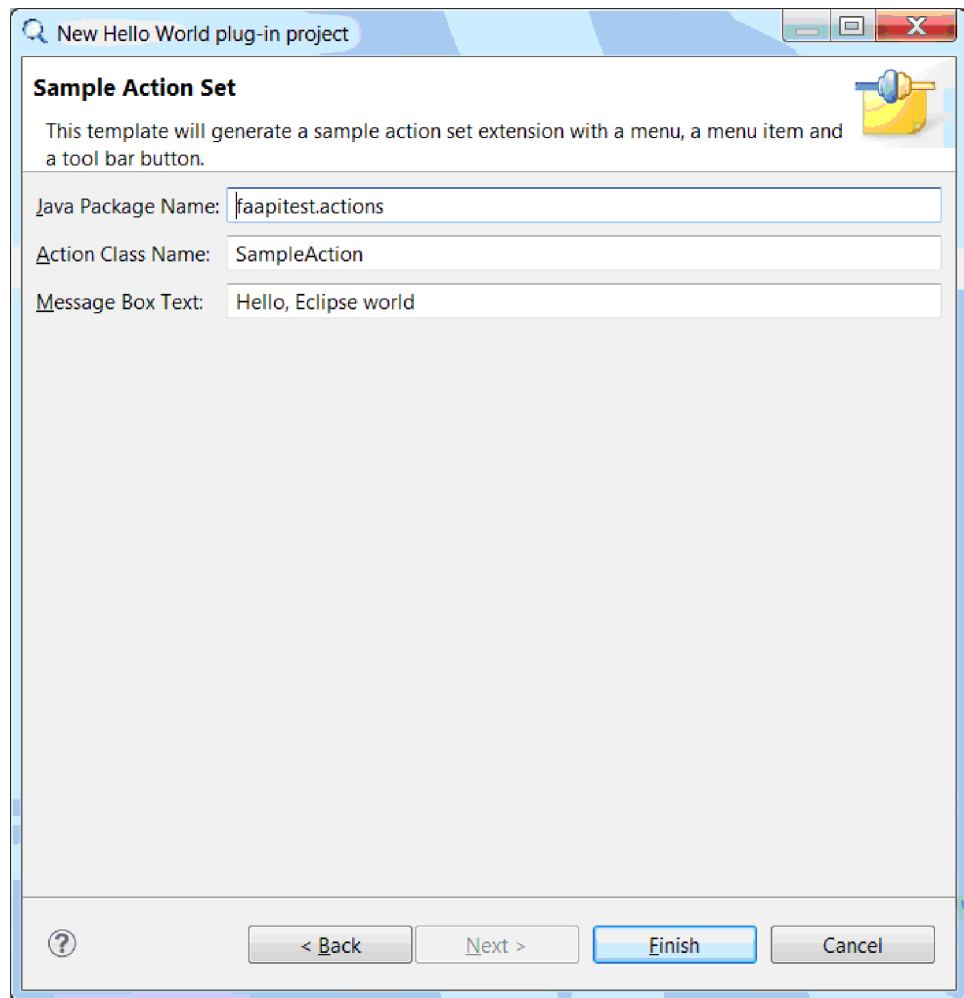 New Hello World plug-in project
Sample Action Set
This template will generate a sample action set extension with a menu, a menu item and
a tool bar button.
Java Package Name: faapitest.actions
Action Class Name: SampleAction
Message Box Text: Hello, Eclipse world
? < Back Next > Finish Cancel